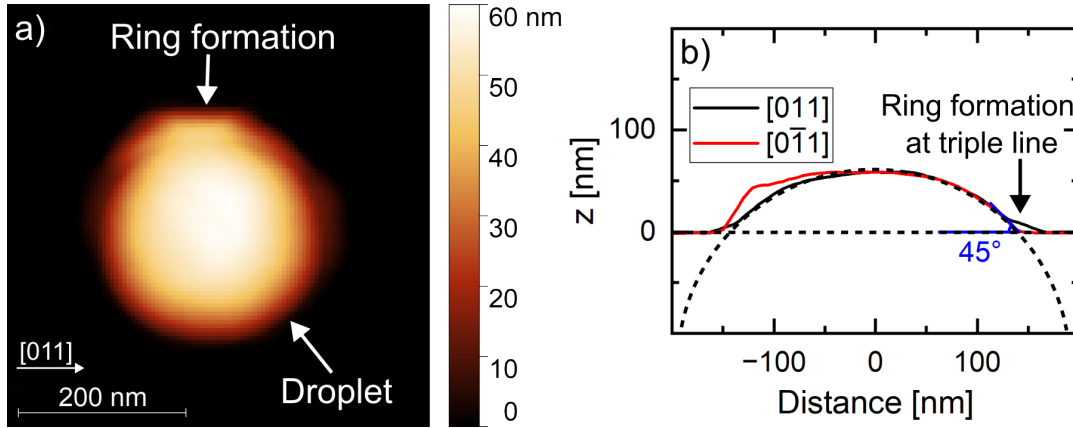 a)
Ring formation
Droplet
[011]
200 nm
60 nm
50
40
30
20
10
0
b)
[011]
[01̄1]
Ring formation
at triple line
z [nm]
100
0
45°
−100
0
100
Distance [nm]